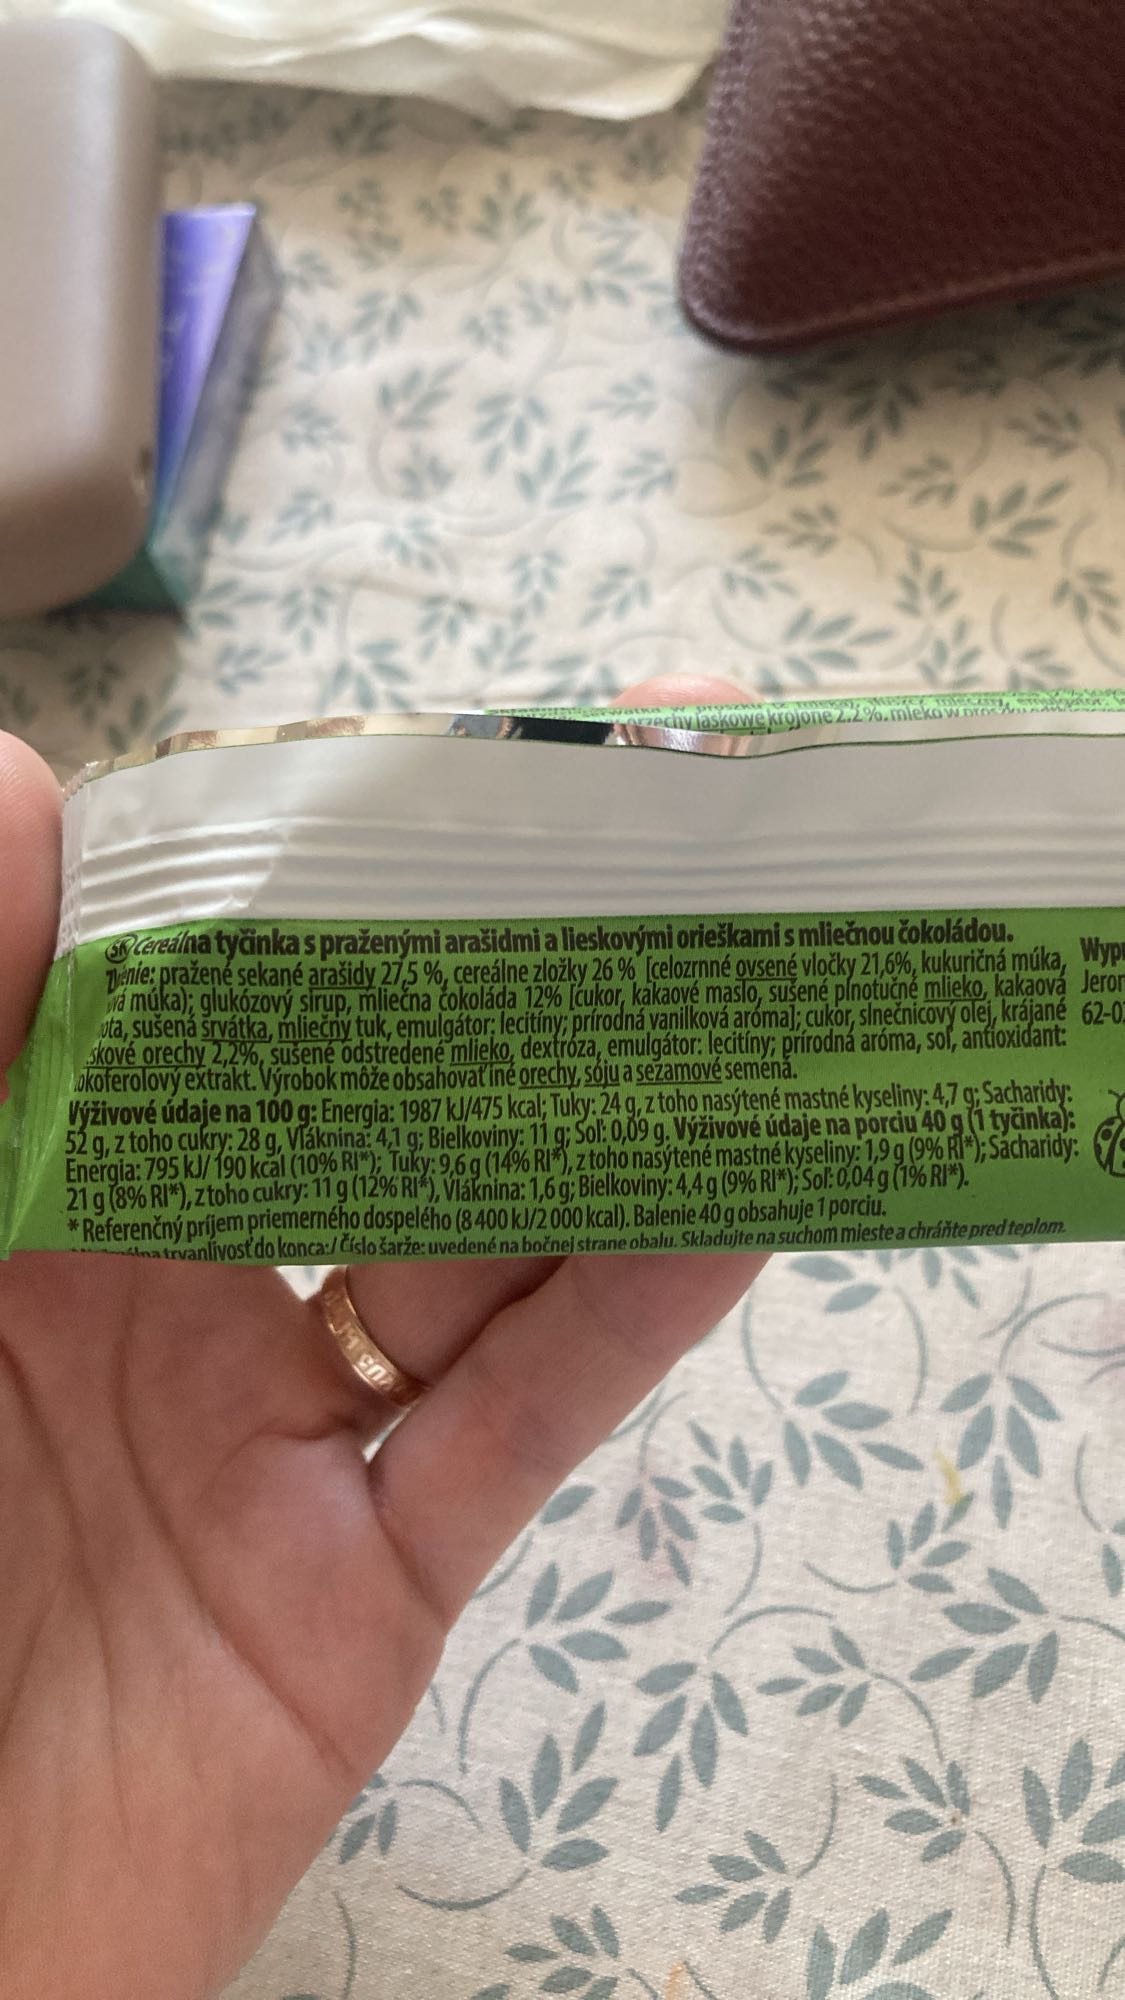 orzechy laskowe krojone 2,2 %, mleko w
SK Cereálna tyčinka s praženými arašidmi a lieskovými orieškami s mliečnou čokoládou.
pražené sekané arašidy 27,5 %, cereálne zložky 26 % [celozrnné ovsené vločky 21,6%, kukuričná múka,
múka); glukózový sirup, mliečna čokoláda 12% [cukor, kakaové maslo, sušené plnotučné mlieko, kakaová
sušená srvátka, mliečny tuk, emulgátor: lecitíny; prírodná vanilková aróma]; cukor, slnečnicový olej, krájané
orechy 2,2%, sušené odstredené mlieko, dextróza, emulgátor: lecitíny; prírodná aróma, soľ, antioxidant:
extrakt. Výrobok môže obsahovať iné orechy, sóju a sezamové semená.
Výživové údaje na 100 g: Energia: 1987 kJ/475 kcal; Tuky: 24 g, z toho nasýtené mastné kyseliny: 4,7 g; Sacharidy:
52 g, z toho cukry: 28 g, Vláknina: 4,1 g; Bielkoviny: 11 g; Soľ: 0,09 g. Výživové údaje na porciu 40 g (1 tyčinka):
Energia: 795 kJ/ 190 kcal (10% RI*); Tuky: 9,6 g (14% RI*), z toho nasýtené mastné kyseliny: 1,9 g (9% RI*); Sacharidy:
21 g (8% RI*), z toho cukry: 11 g (12% RI*), Vláknina: 1,6 g; Bielkoviny: 4,4 g (9% RI*); Soľ: 0,04 g (1% RI*).
* Referenčný príjem priemerného dospelého (8 400 kJ/2 000 kcal). Balenie 40 g obsahuje 1 porciu.
trvanlivosť do konca:/ Číslo šarže: uvedené na bočnej strane obalu. Skladujte na suchom mieste a chráňte pred teplom.